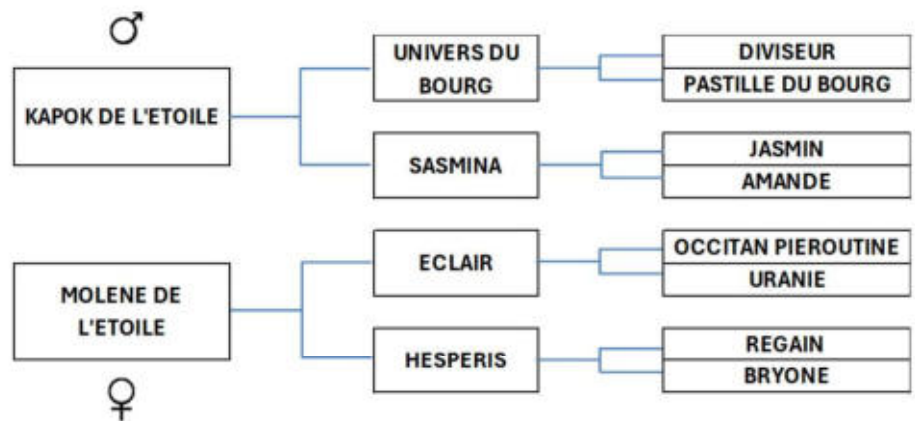 ♂
KAPOK DE L'ETOILE
UNIVERS DU
BOURG
DIVISEUR
PASTILLE DU BOURG
SASMINA
JASMIN
AMANDE
MOLENE DE
L'ETOILE
♀
ECLAIR
OCCITAN PIEROUTINE
URANIE
HESPERIS
REGAIN
BRYONE